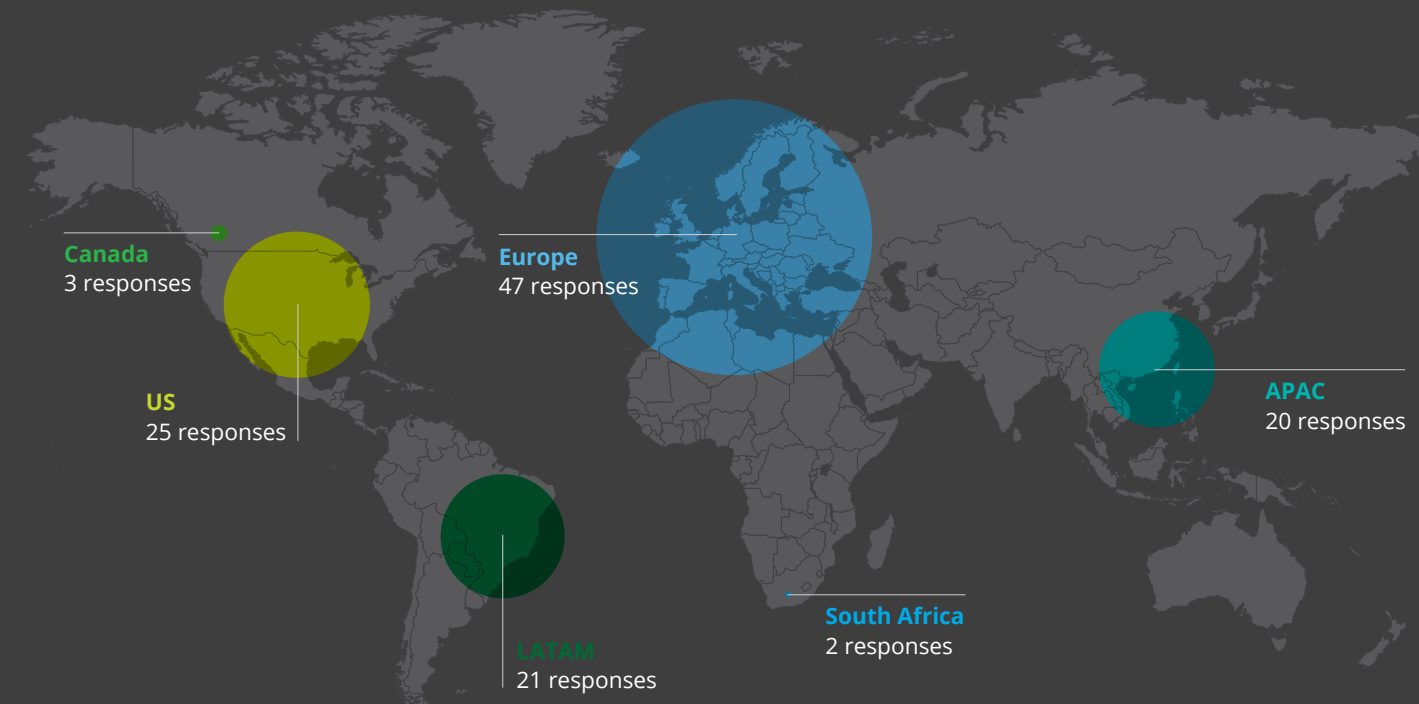 Canada
3 responses
Europe
47 responses
US
25 responses
APAC
20 responses
South Africa
2 responses
LATAM
21 responses